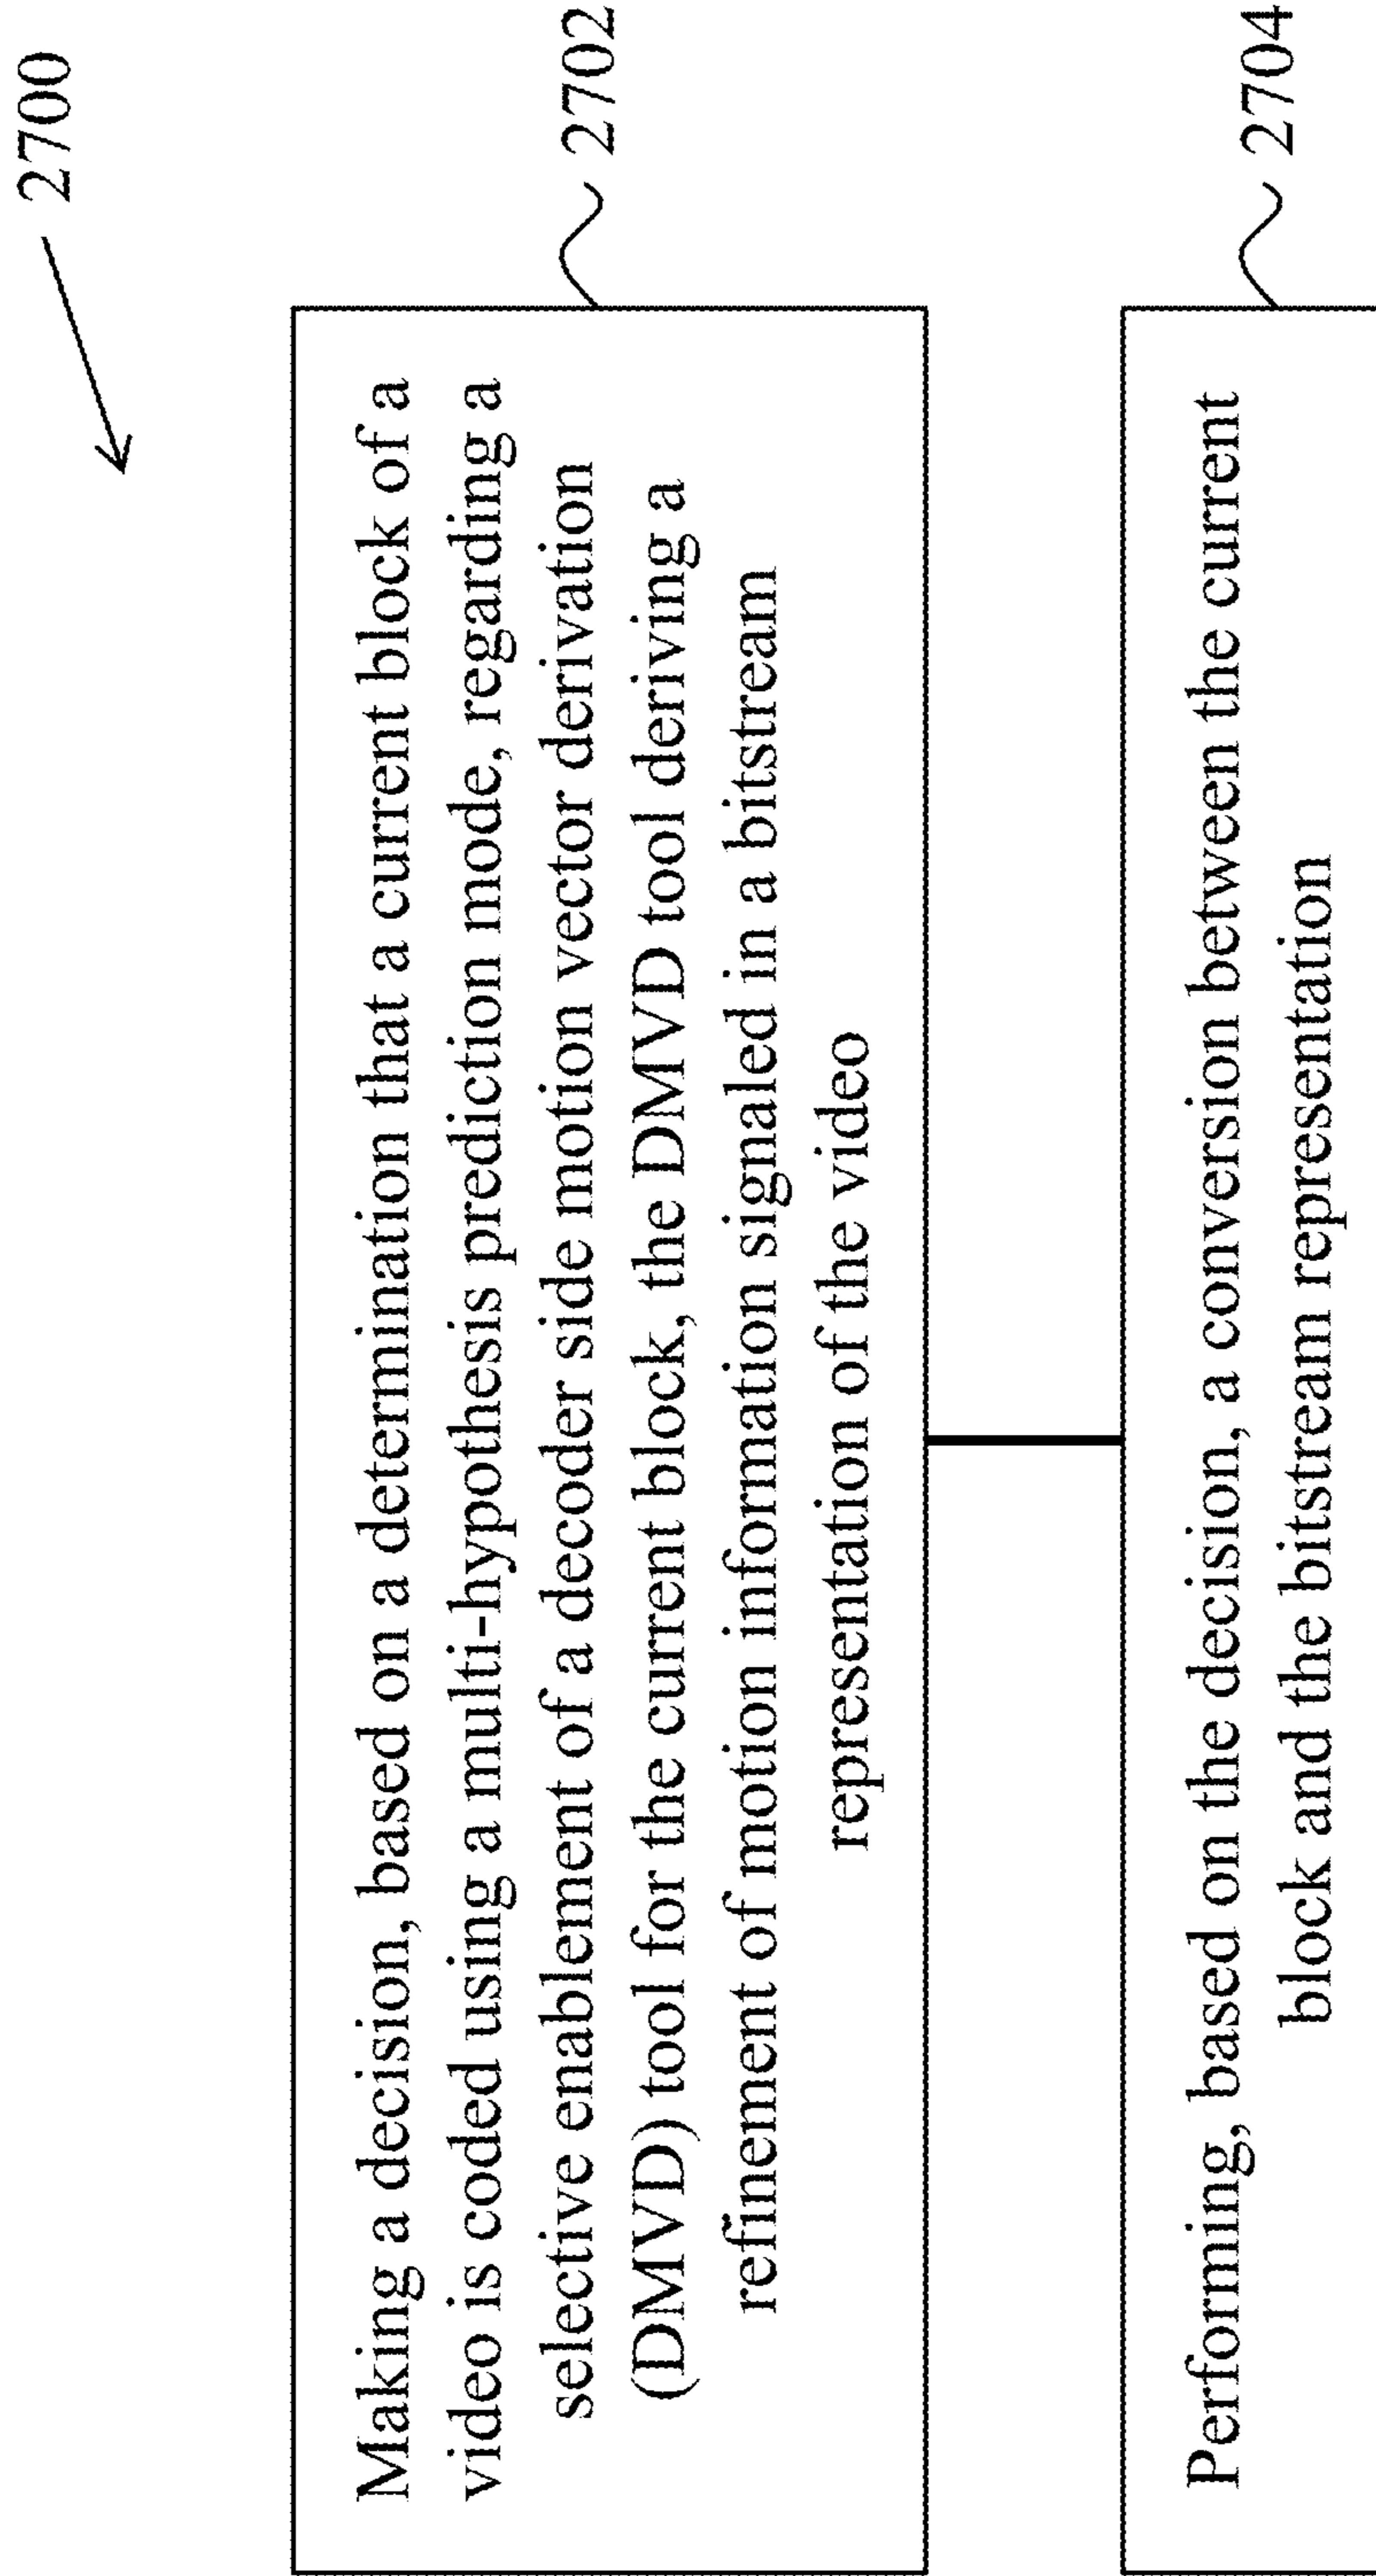 2700
Making a decision, based on a determination that a current block of a
video is coded using a multi-hypothesis prediction mode, regarding a
selective enablement of a decoder side motion vector derivation
(DMVD) tool for the current block, the DMVD tool deriving a
refinement of motion information signaled in a bitstream
representation of the video
2702
Performing, based on the decision, a conversion between the current
block and the bitstream representation
2704